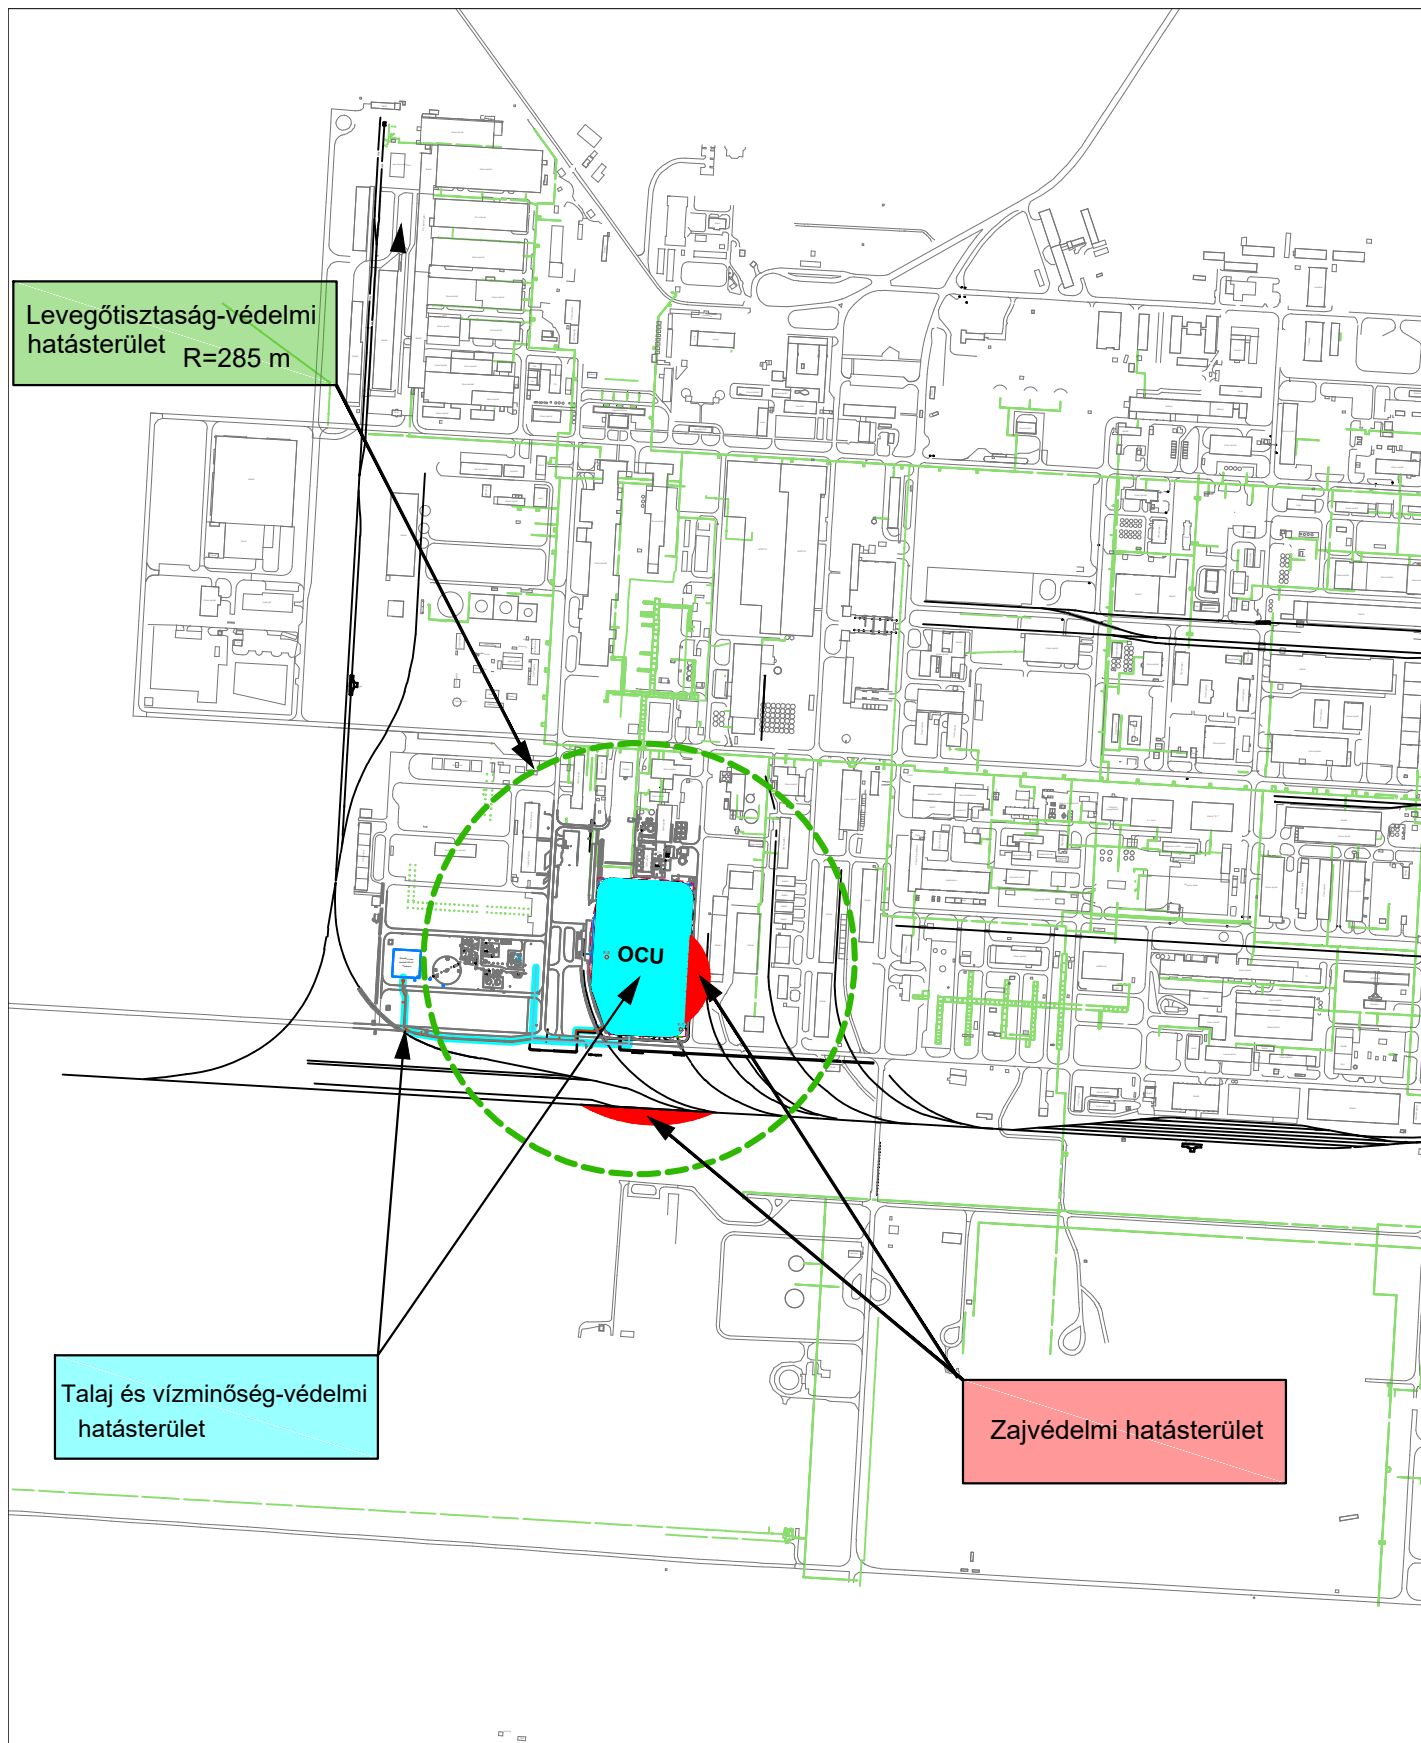 Levegőtisztaság-védelmi
hatásterület R=285 m
OCU
Talaj és vízminőség-védelmi
hatásterület
Zajvédelmi hatásterület